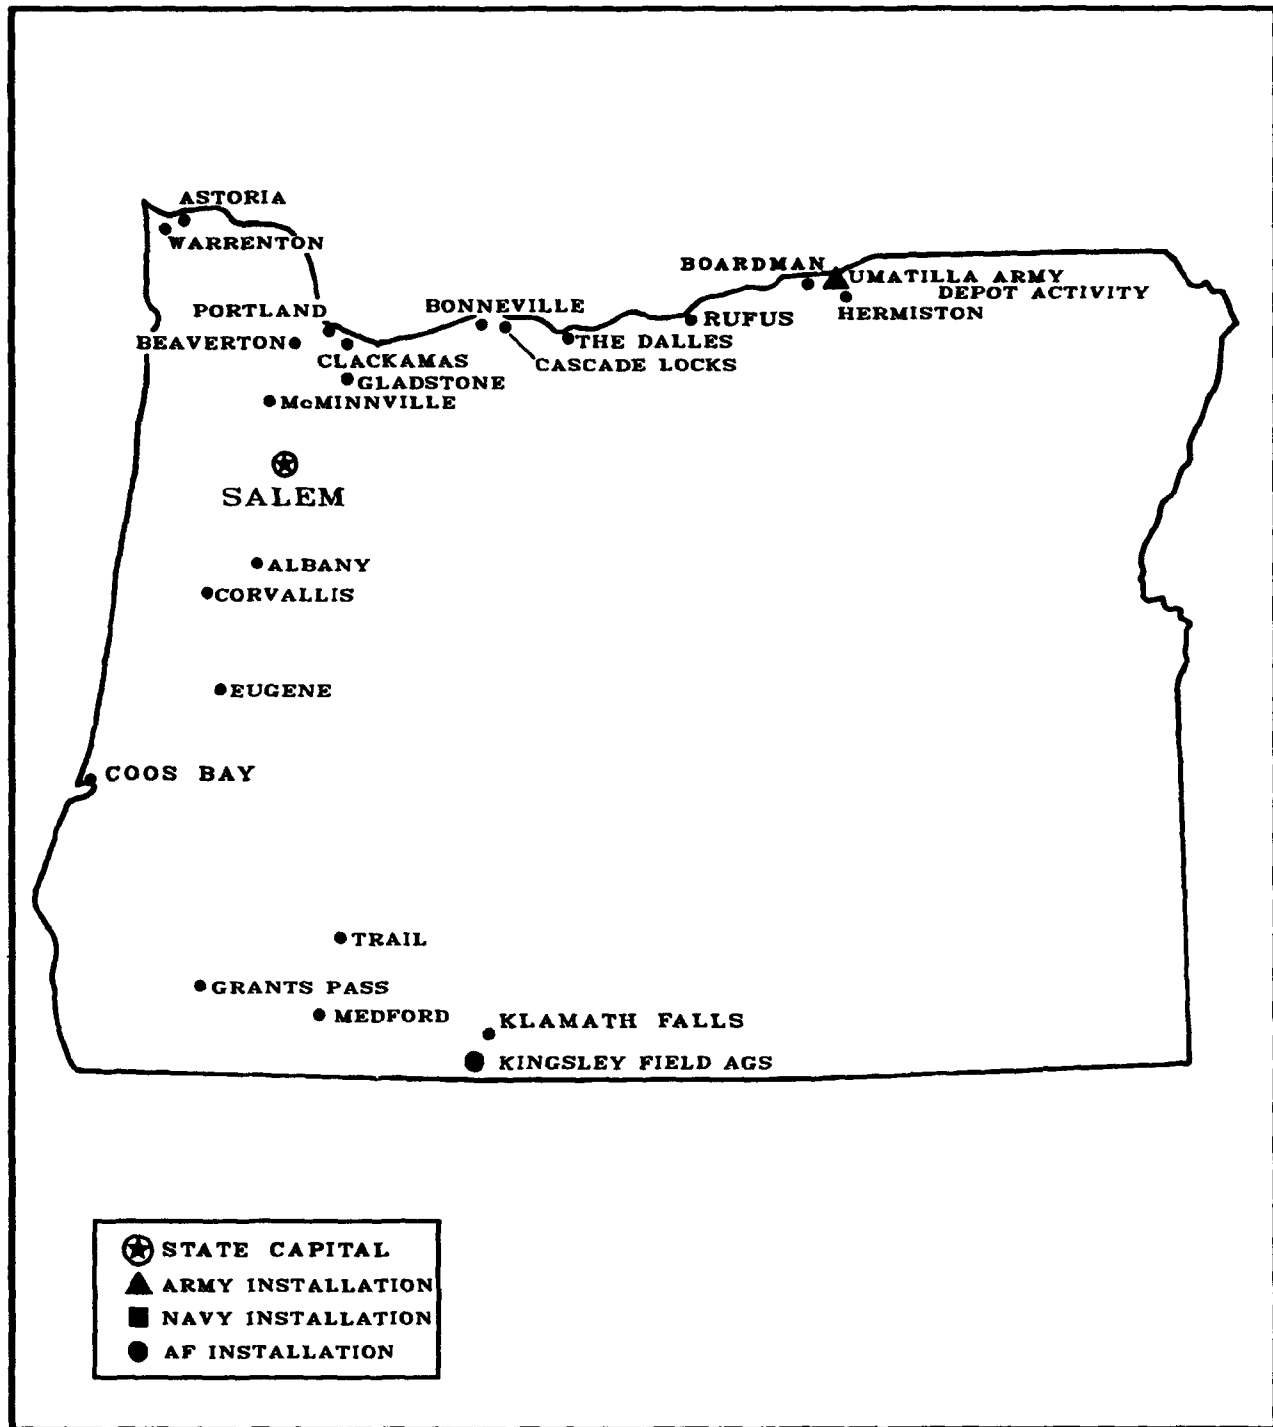 ASTORIA
WARRENTON
BOARDMAN
UMATILLA ARMY
DEPOT ACTIVITY
HERMISTON
PORTLAND
BONNEVILLE
RUFUS
BEAVERTON
THE DALLES
CLACKAMAS
CASCADE LOCKS
GLADSTONE
McMINNVILLE
SALEM
ALBANY
CORVALLIS
EUGENE
COOS BAY
TRAIL
GRANTS PASS
MEDFORD
KLAMATH FALLS
KINGSLEY FIELD AGS
STATE CAPITAL
ARMY INSTALLATION
NAVY INSTALLATION
AF INSTALLATION